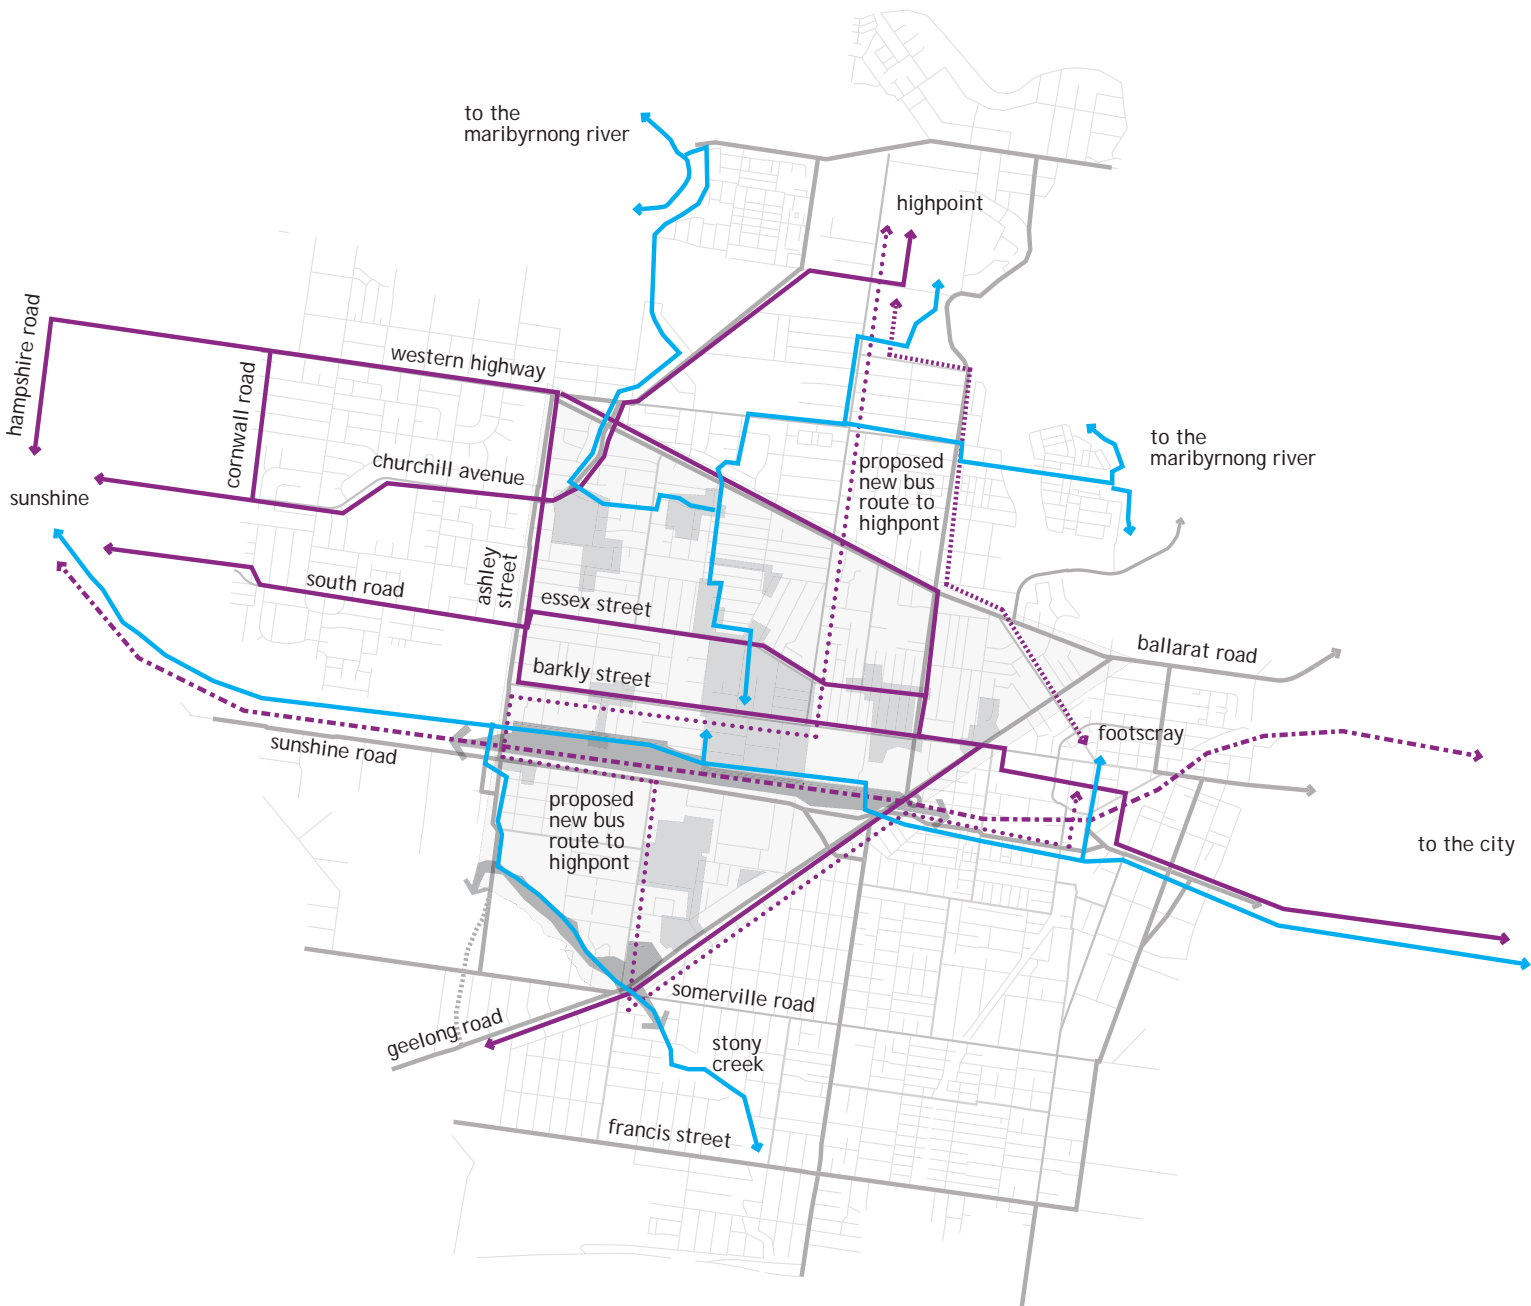 to the
maribyrnong river
highpoint
hampshire road
western highway
cornwall road
churchill avenue
to the
maribyrnong river
proposed
new bus
route to
highpont
sunshine
ashley
street
south road
essex street
barkly street
ballarat road
footscray
sunshine road
proposed
new bus
route to
highpont
to the city
somerville road
geelong road
stony
creek
francis street